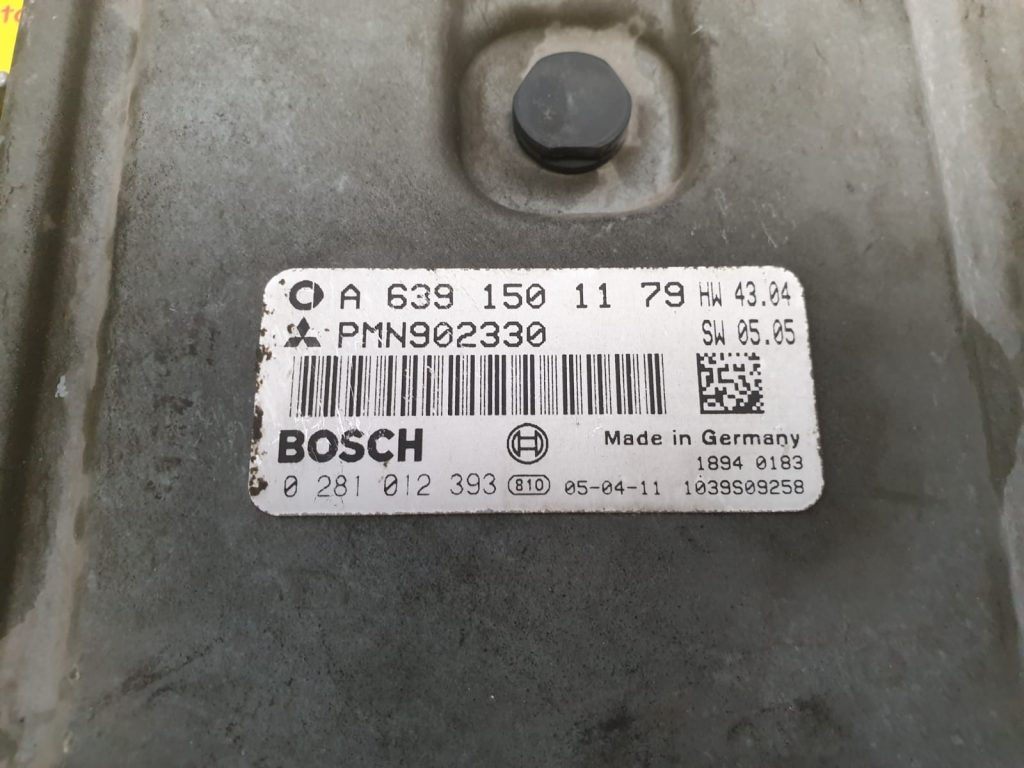 A 639 150 11 79 HW 43.04
PMN902330 SW 05.05
BOSCH Made in Germany
1894 0183
0 281 012 393 810 05-04-11 1039S09258